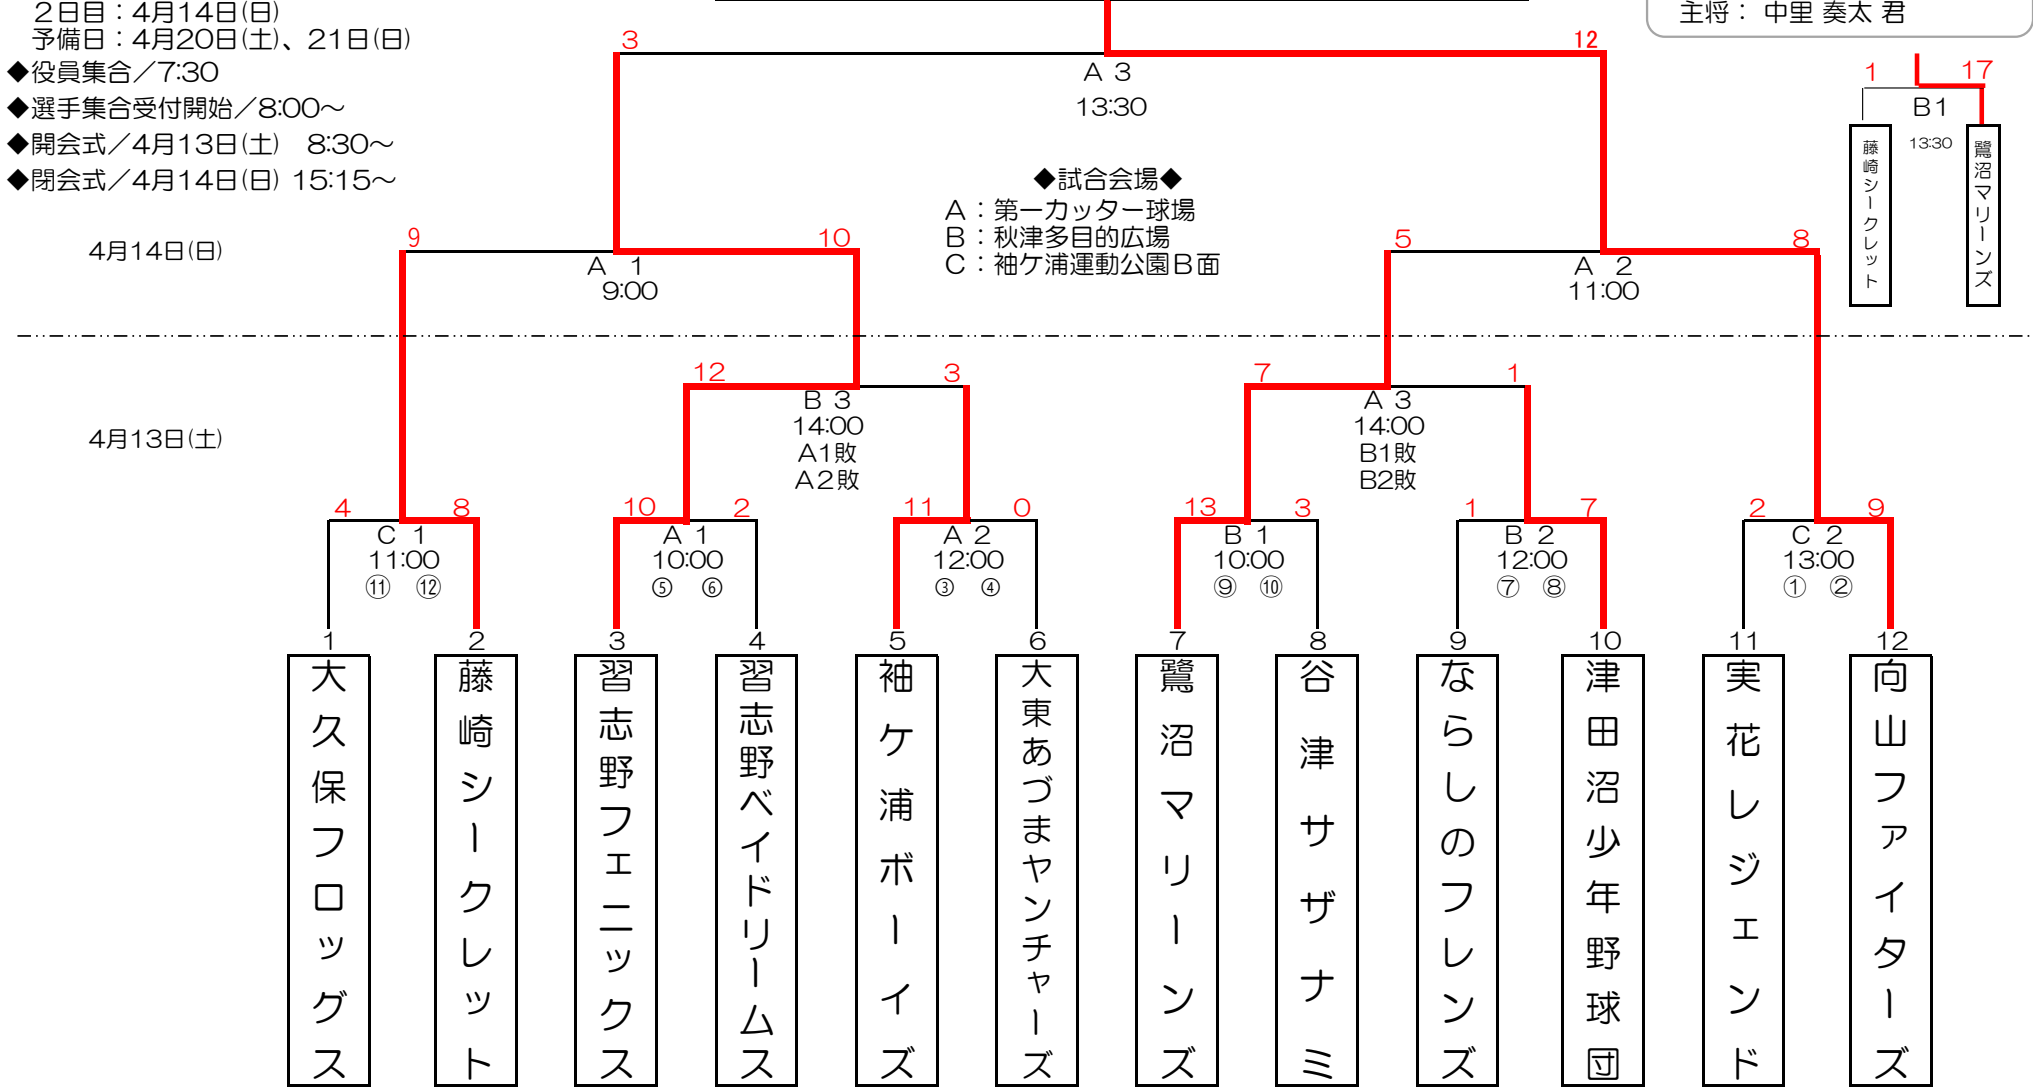 2日目：4月14日(日)
予備日：4月20日(土)、21日(日)
◆役員集合／7:30
◆選手集合受付開始／8:00～
◆開会式／4月13日(土)　8:30～
◆閉会式／4月14日(日) 15:15～
主将： 中里 奏太 君
3
12
A 3
13:30
1
17
B1
13:30
藤崎シークレット
鷺沼マリーンズ
◆試合会場◆
A：第一カッター球場
B：秋津多目的広場
C：袖ケ浦運動公園B面
4月14日(日)
9
10
A 1
9:00
5
8
A 2
11:00
4月13日(土)
12
3
B 3
14:00
A1敗
A2敗
7
1
A 3
14:00
B1敗
B2敗
4
8
C 1
11:00
⑪ ⑫
10
2
A 1
10:00
⑤ ⑥
11
0
A 2
12:00
③ ④
13
3
B 1
10:00
⑨ ⑩
1
7
B 2
12:00
⑦ ⑧
2
9
C 2
13:00
① ②
1
大久保フロッグス
2
藤崎シークレット
3
習志野フェニックス
4
習志野ベイドリームス
5
袖ケ浦ボーイズ
6
大東あづまヤンチャーズ
7
鷺沼マリーンズ
8
谷津サザナミ
9
ならしのフレンズ
10
津田沼少年野球団
11
実花レジェンド
12
向山ファイターズ